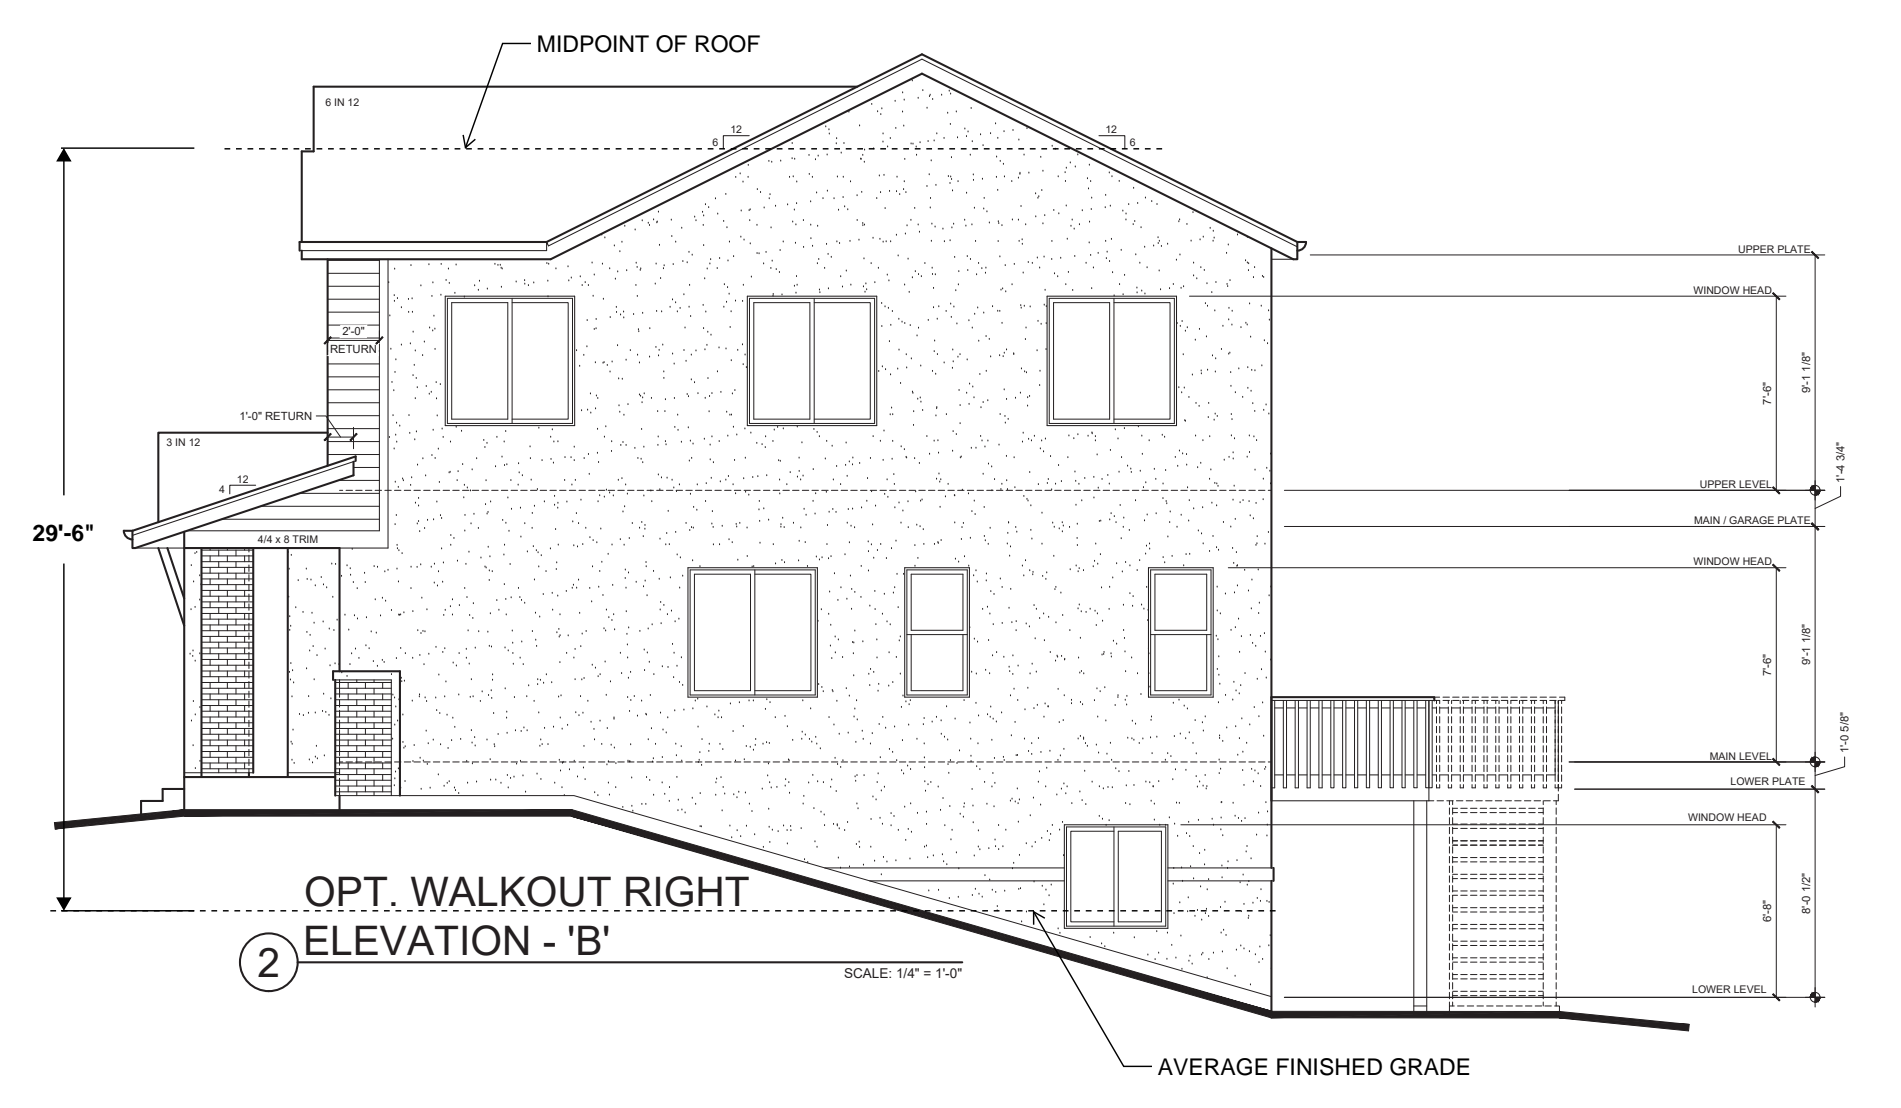 MIDPOINT OF ROOF
6 IN 12
12
6
12
6
UPPER PLATE
WINDOW HEAD
2'-0"
RETURN
9'-1 1/8"
7'-6"
1'-0" RETURN
3 IN 12
12
4
1'-4 3/4"
UPPER LEVEL
MAIN / GARAGE PLATE
29'-6"
4/4 x 8 TRIM
WINDOW HEAD
9'-1 1/8"
7'-6"
1'-0 5/8"
MAIN LEVEL
LOWER PLATE
WINDOW HEAD
OPT. WALKOUT RIGHT
ELEVATION - 'B'
2
SCALE: 1/4" = 1'-0"
8'-0 1/2"
6'-8"
LOWER LEVEL
AVERAGE FINISHED GRADE